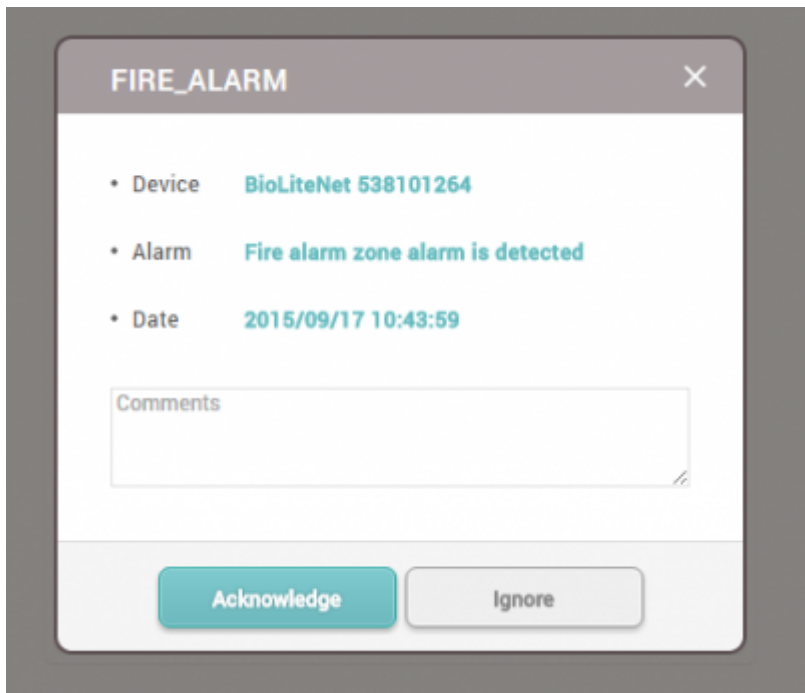 FIRE_ALARM
• Device BioLiteNet 538101264
• Alarm Fire alarm zone alarm is detected
• Date 2015/09/17 10:43:59
Comments
Acknowledge Ignore